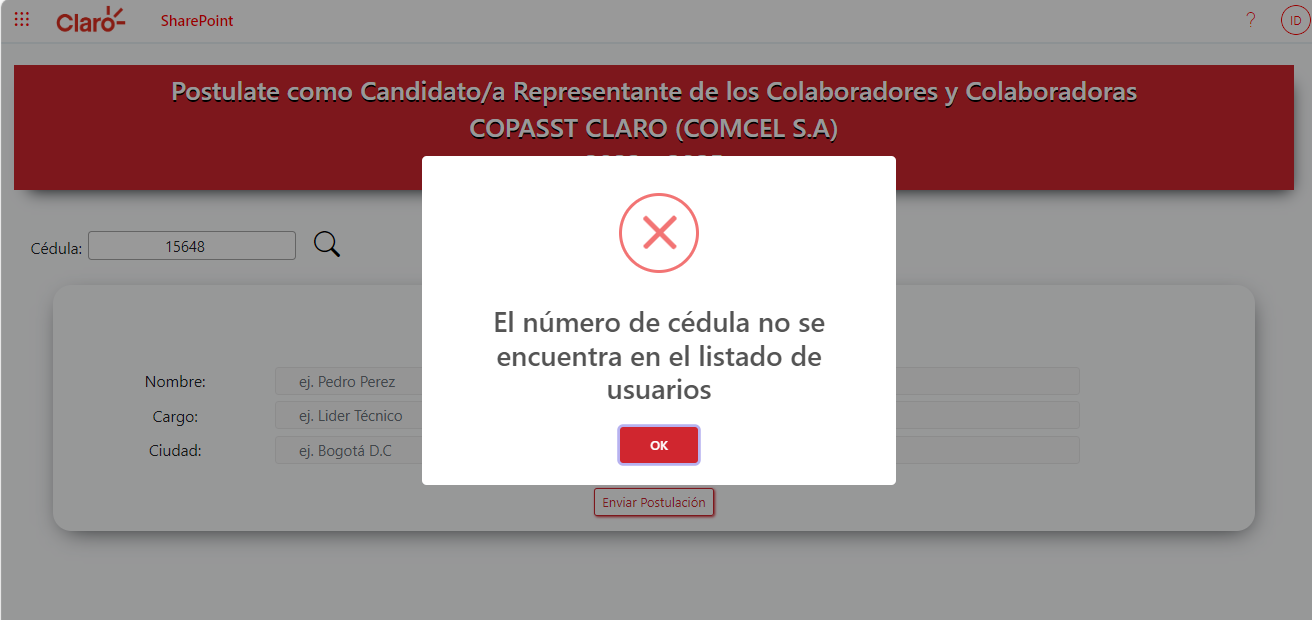 Claro
SharePoint
?
ID
Postulate como Candidato/a Representante de los Colaboradores y Colaboradoras
COPASST CLARO (COMCEL S.A)
Cédula:
15648
El número de cédula no se
encuentra en el listado de
usuarios
OK
Nombre:
ej. Pedro Perez
Cargo:
ej. Lider Técnico
Ciudad:
ej. Bogotá D.C
Enviar Postulación